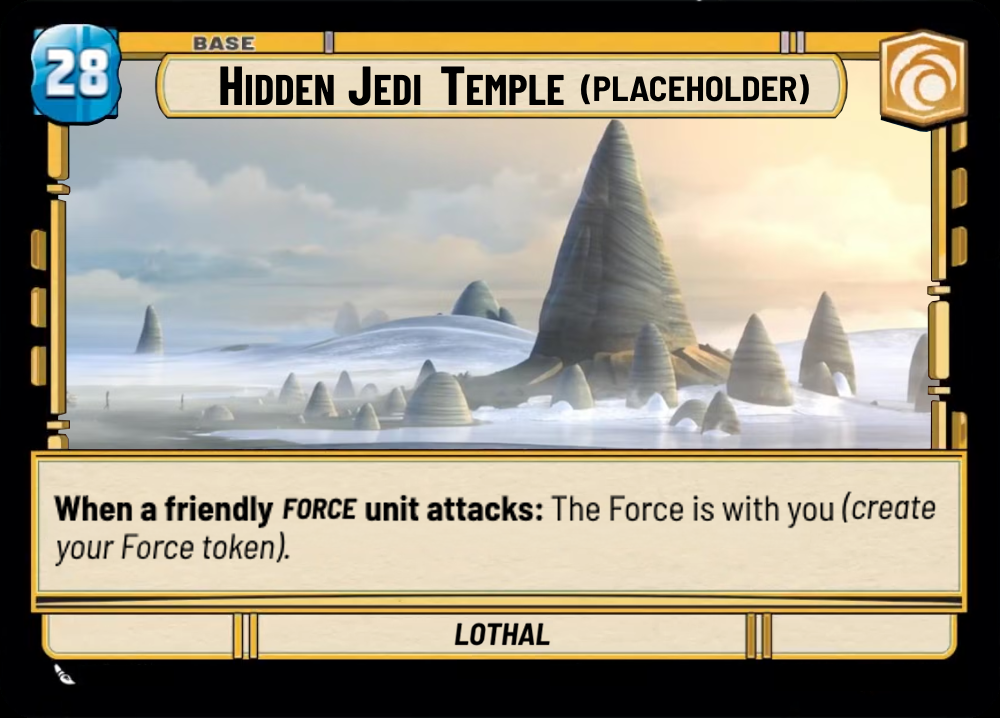 BASE
28
HIDDEN JEDI TEMPLE (PLACEHOLDER)
When a friendly FORCE unit attacks: The Force is with you (create
your Force token).
LOTHAL